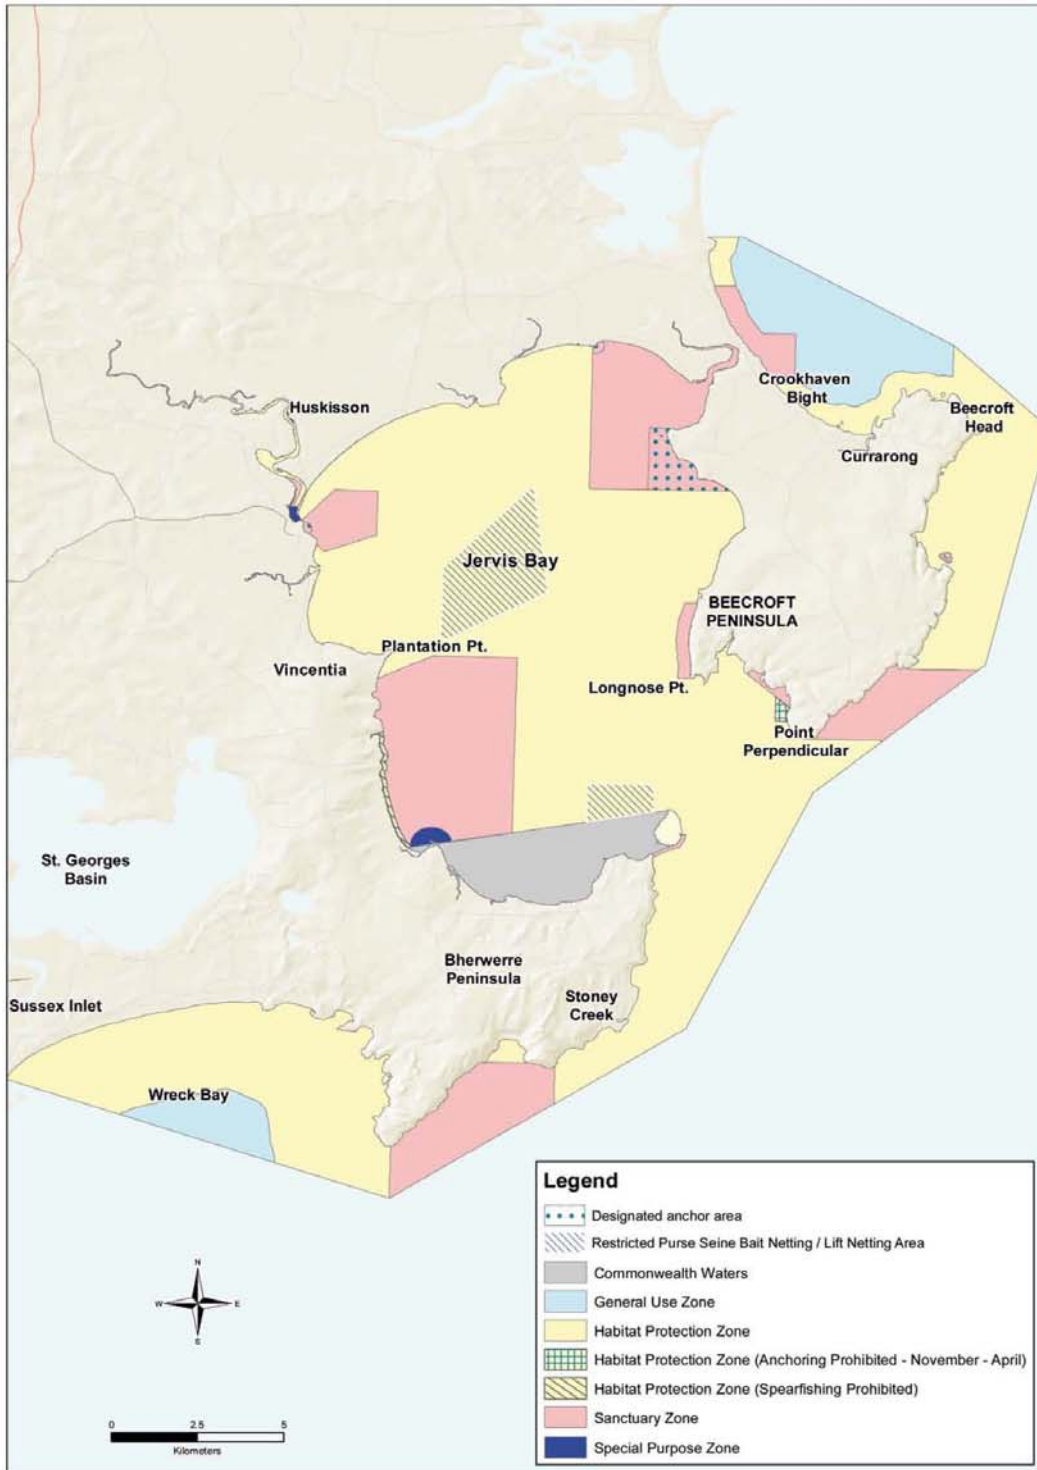 Crookhaven
Bight
Huskisson
Beecroft
Head
Currarong
Jervis Bay
BEECROFT
PENINSULA
Plantation Pt.
Vincentia
Longnose Pt.
Point
Perpendicular
St. Georges
Basin
Bherwerre
Peninsula
Stoney
Creek
Sussex Inlet
Wreck Bay
Legend
Designated anchor area
Restricted Purse Seine Bait Netting / Lift Netting Area
Commonwealth Waters
General Use Zone
Habitat Protection Zone
Habitat Protection Zone (Anchoring Prohibited - November - April)
Habitat Protection Zone (Spearfishing Prohibited)
Sanctuary Zone
Special Purpose Zone
N
W E
S
0 2.5 5
Kilometers